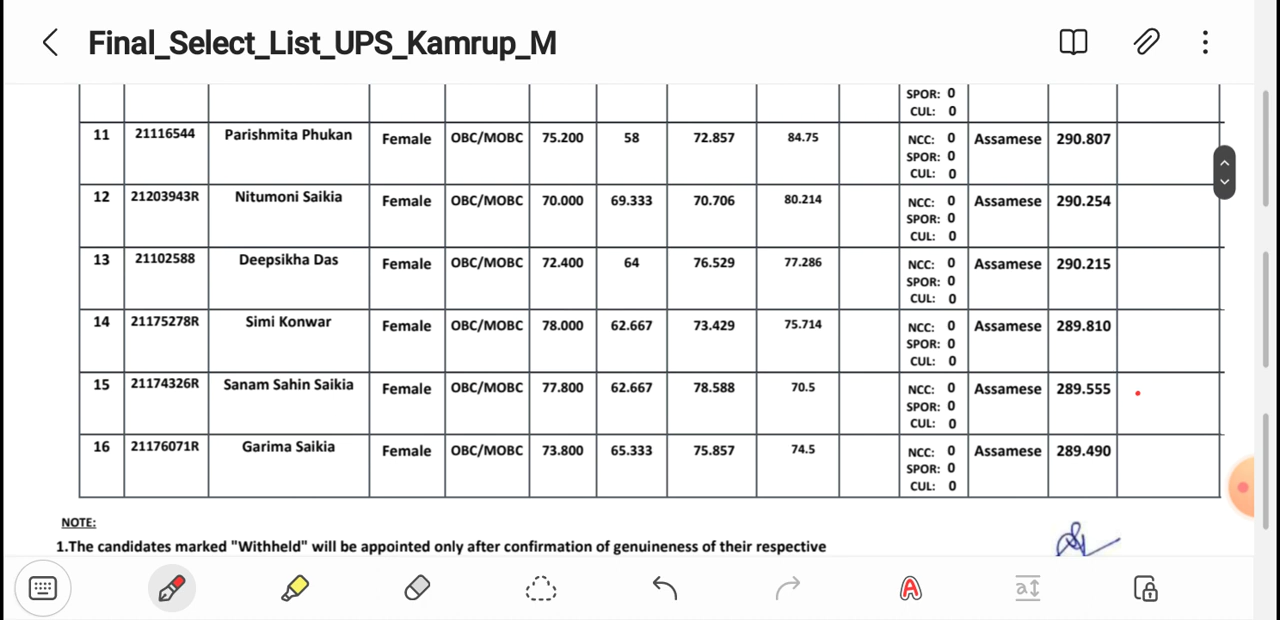 Final_Select_List_UPS_Kamrup_M
SPOR: 0
CUL: 0
11 21116544 Parishmita Phukan Female OBC/MOBC 75.200 58 72.857 84.75 NCC: 0 Assamese 290.807
SPOR: 0
CUL: 0
12 21203943R Nitumoni Saikia Female OBC/MOBC 70.000 69.333 70.706 80.214 NCC: 0 Assamese 290.254
SPOR: 0
CUL: 0
13 21102588 Deepsikha Das Female OBC/MOBC 72.400 64 76.529 77.286 NCC: 0 Assamese 290.215
SPOR: 0
CUL: 0
14 21175278R Simi Konwar Female OBC/MOBC 78.000 62.667 73.429 75.714 NCC: 0 Assamese 289.810
SPOR: 0
CUL: 0
15 21174326R Sanam Sahin Saikia Female OBC/MOBC 77.800 62.667 78.588 70.5 NCC: 0 Assamese 289.555
SPOR: 0
CUL: 0
16 21176071R Garima Saikia Female OBC/MOBC 73.800 65.333 75.857 74.5 NCC: 0 Assamese 289.490
SPOR: 0
CUL: 0
NOTE:
1.The candidates marked "Withheld" will be appointed only after confirmation of genuineness of their respective
A
a